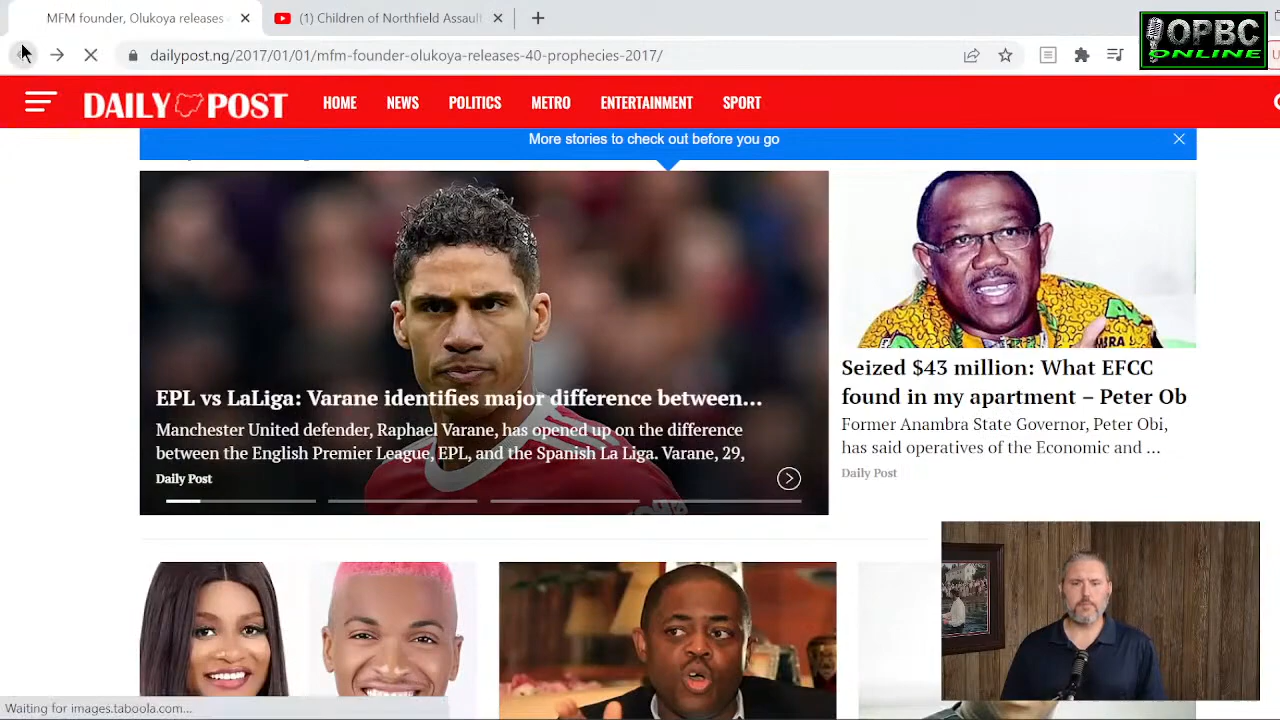 MFM founder, Olukoya releases
(1) Children of Northfield Assaul
OPBC
ONLINE
dailypost.ng/2017/01/01/mfm-founder-olukoya-releases-40-prophecies-2017/
DAILY POST
HOME
NEWS
POLITICS
METRO
ENTERTAINMENT
SPORT
More stories to check out before you go
EPL vs LaLiga: Varane identifies major difference between...
Manchester United defender, Raphael Varane, has opened up on the difference
between the English Premier League, EPL, and the Spanish La Liga. Varane, 29,
Daily Post
Seized $43 million: What EFCC
found in my apartment – Peter Ob
Former Anambra State Governor, Peter Obi,
has said operatives of the Economic and ...
Daily Post
Waiting for images.taboola.com...